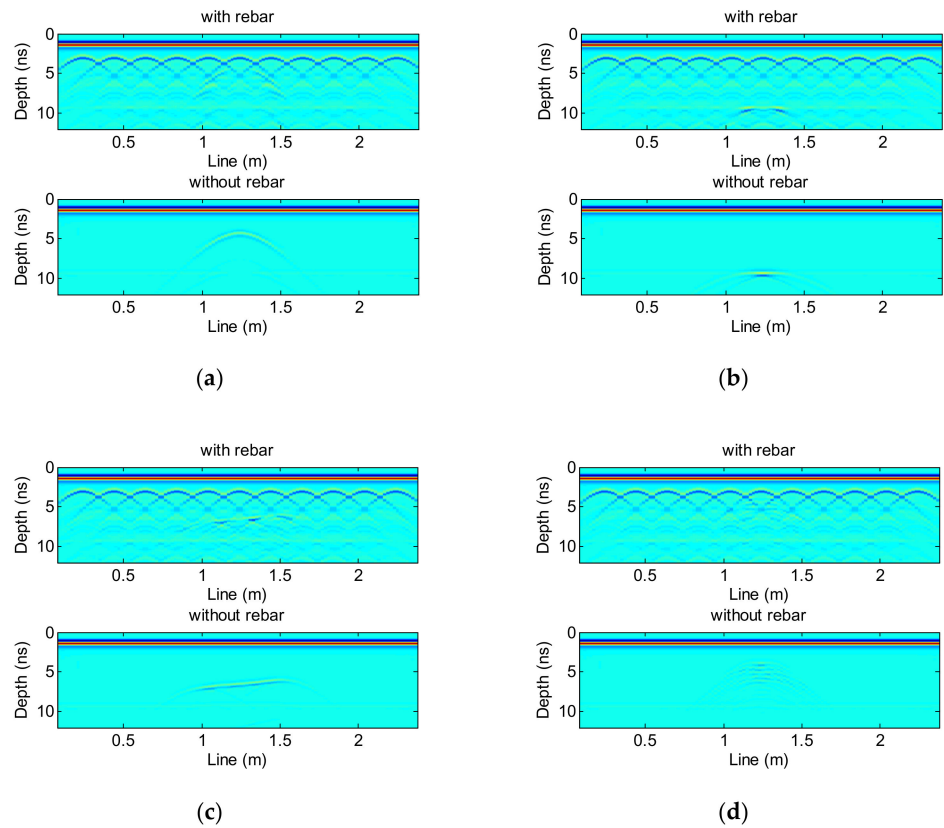 with rebar
Depth (ns)
0
5
10
0.5 1 1.5 2
Line (m)
without rebar
Depth (ns)
0
5
10
0.5 1 1.5 2
Line (m)
(a)
with rebar
Depth (ns)
0
5
10
0.5 1 1.5 2
Line (m)
without rebar
Depth (ns)
0
5
10
0.5 1 1.5 2
Line (m)
(b)
with rebar
Depth (ns)
0
5
10
0.5 1 1.5 2
Line (m)
without rebar
Depth (ns)
0
5
10
0.5 1 1.5 2
Line (m)
(c)
with rebar
Depth (ns)
0
5
10
0.5 1 1.5 2
Line (m)
without rebar
Depth (ns)
0
5
10
0.5 1 1.5 2
Line (m)
(d)